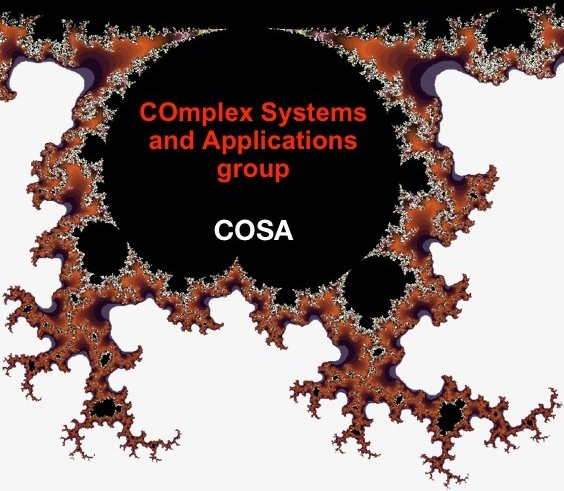 COmplex Systems
and Applications
group
COSA